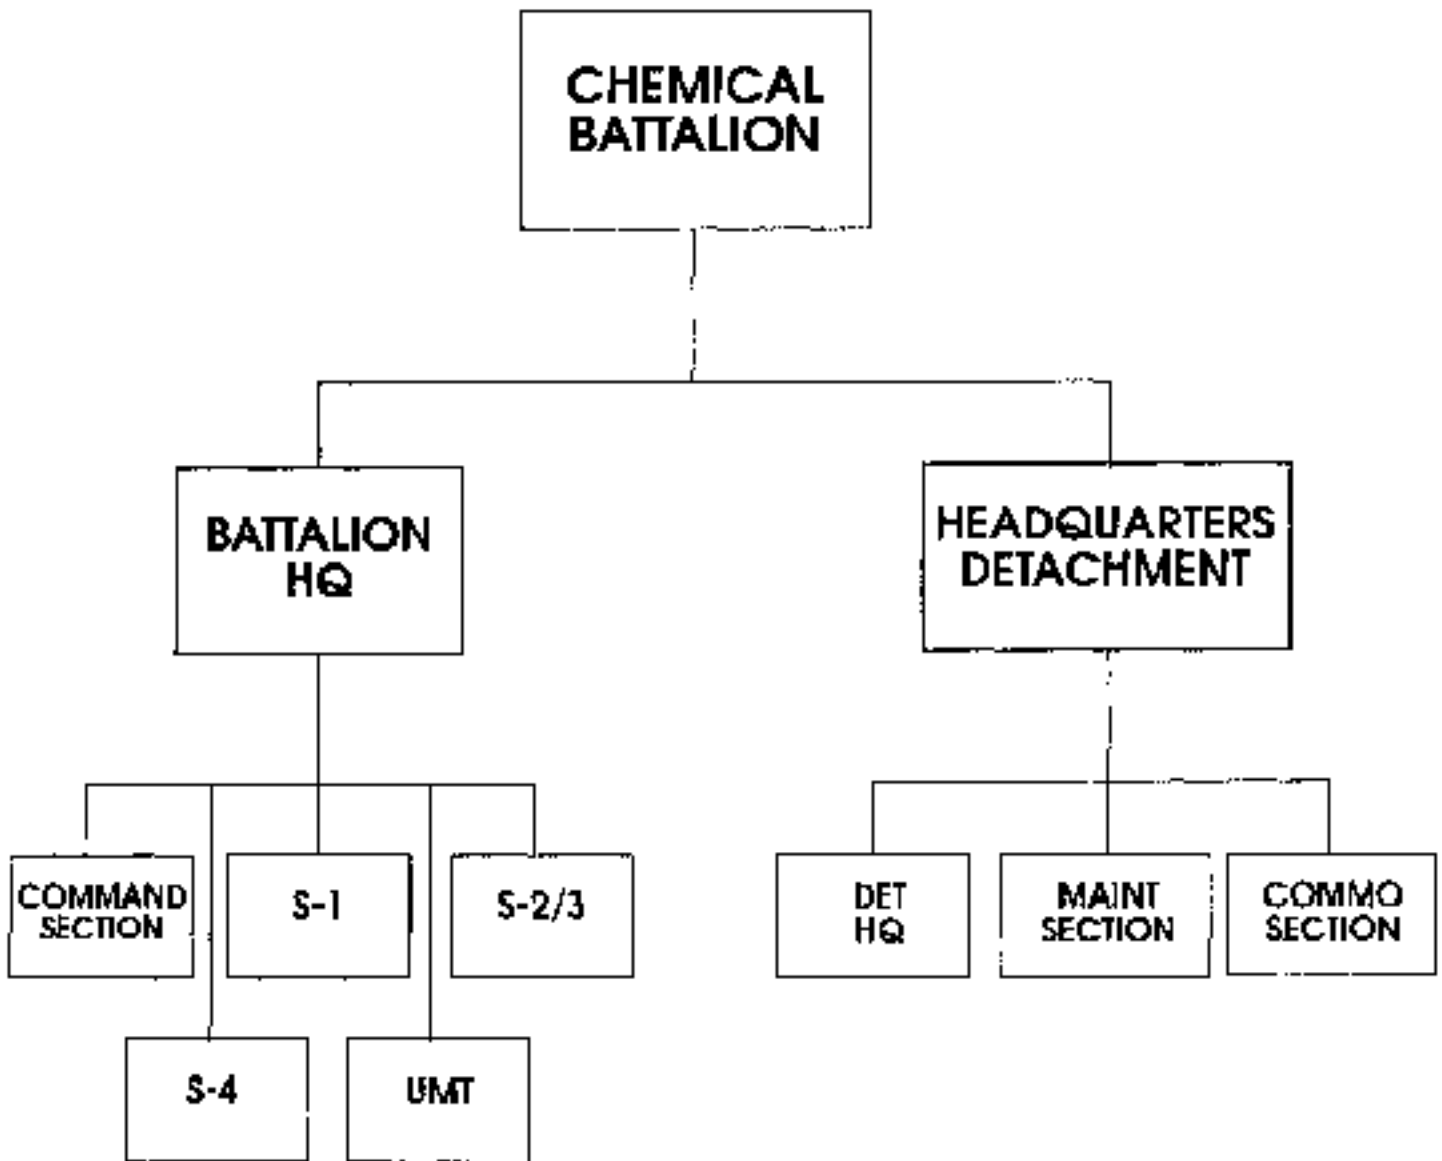 CHEMICAL
BATTALION
BATTALION
HQ
HEADQUARTERS
DETACHMENT
COMMAND
SECTION
S-1
S-2/3
DET
HQ
MAINT
SECTION
COMMO
SECTION
S-4
UMT